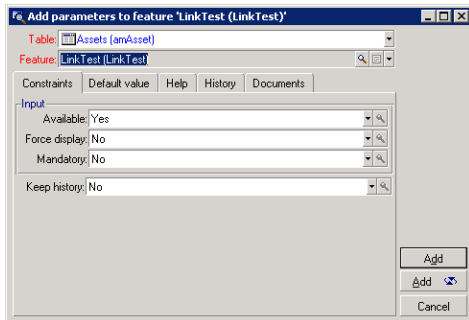 Add parameters to feature 'LinkTest (LinkTest)'
Table: Assets (amAsset)
Feature: LinkTest (LinkTest)
Constraints Default value Help History Documents
Input
Available: Yes
Force display: No
Mandatory: No
Keep history: No
Add
Add
Cancel